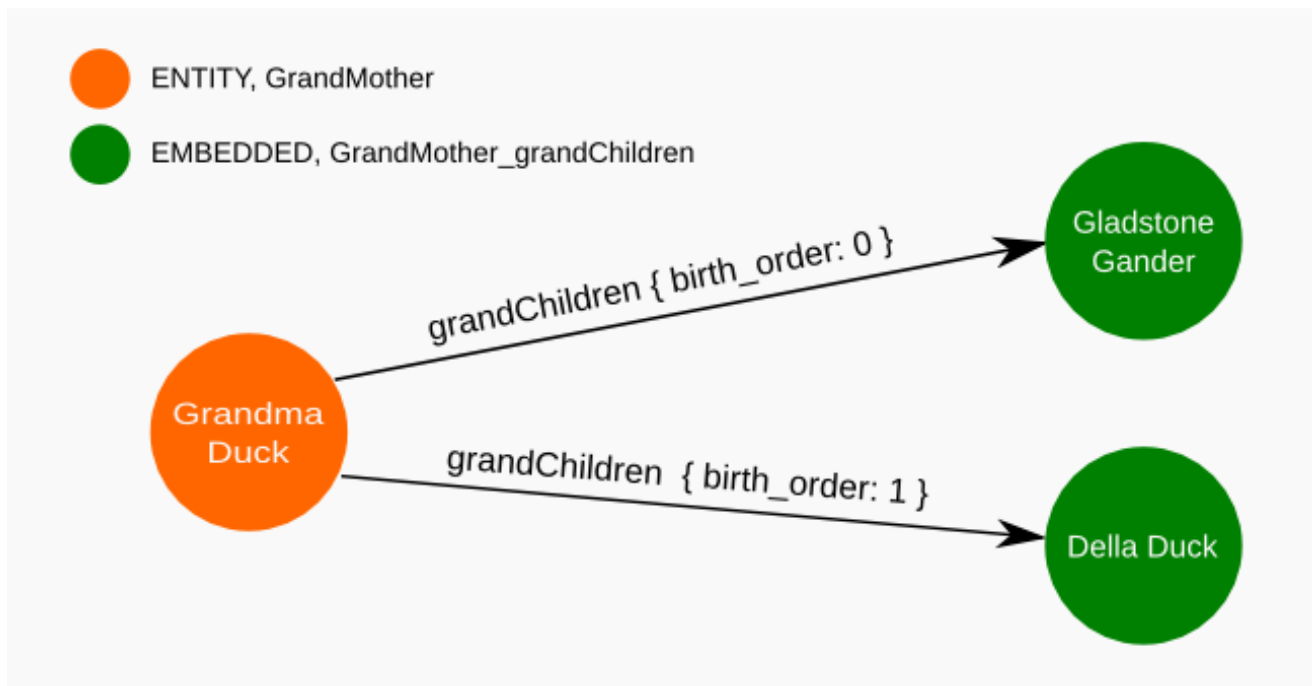 ENTITY, GrandMother
EMBEDDED, GrandMother_grandChildren
Gladstone
Gander
grandChildren { birth_order: 0 }
Grandma
Duck
grandChildren { birth_order: 1 }
Della Duck